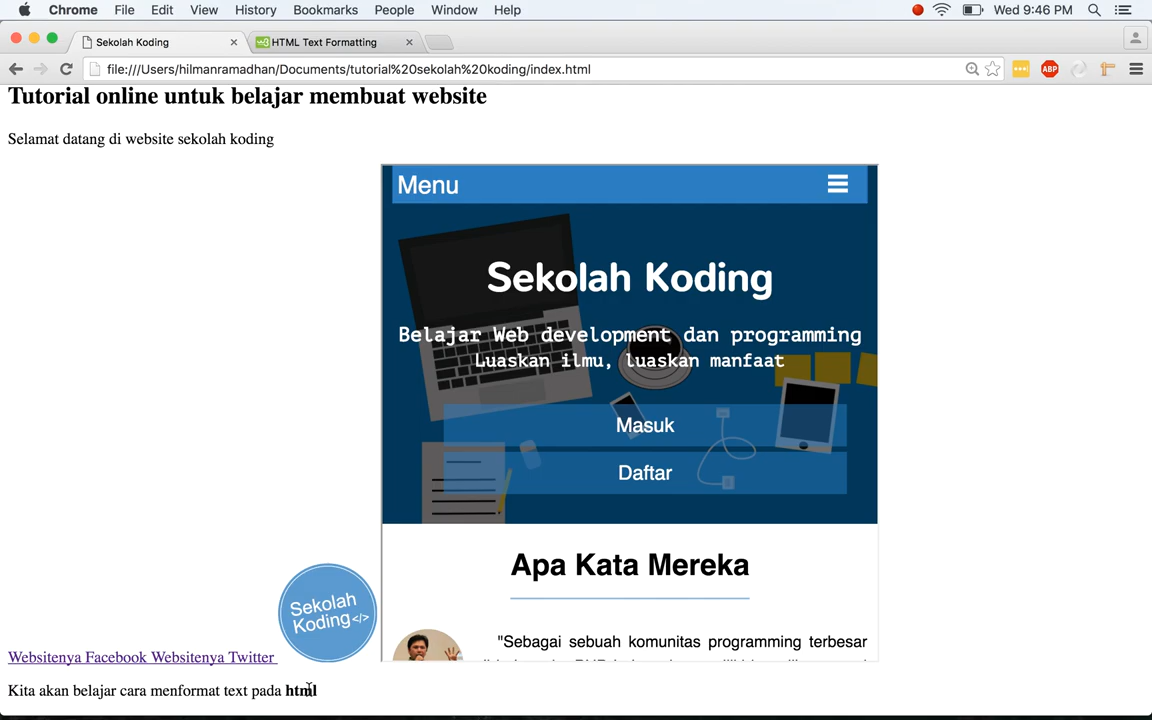 Chrome File Edit View History Bookmarks People Window Help Wed 9:46 PM
Sekolah Koding HTML Text Formatting
file:///Users/hilmanramadhan/Documents/tutorial%20sekolah%20koding/index.html ABP
Tutorial online untuk belajar membuat website
Selamat datang di website sekolah koding
Menu
Sekolah Koding
Belajar Web development dan programming
Luaskan ilmu, luaskan manfaat
Masuk
Daftar
Apa Kata Mereka
"Sebagai sebuah komunitas programming terbesar
Sekolah
Koding </>
Websitenya Facebook Websitenya Twitter
Kita akan belajar cara menformat text pada html